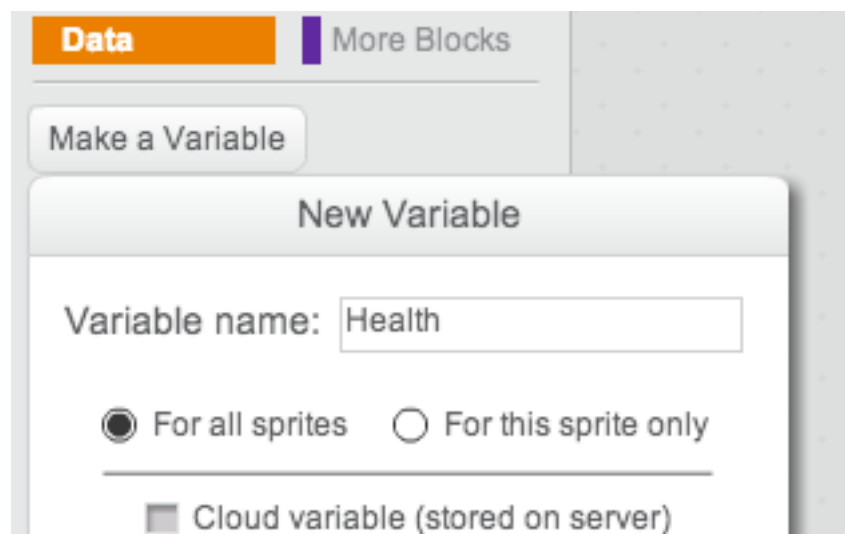 Data More Blocks
Make a Variable
New Variable
Variable name: Health
For all sprites For this sprite only
Cloud variable (stored on server)